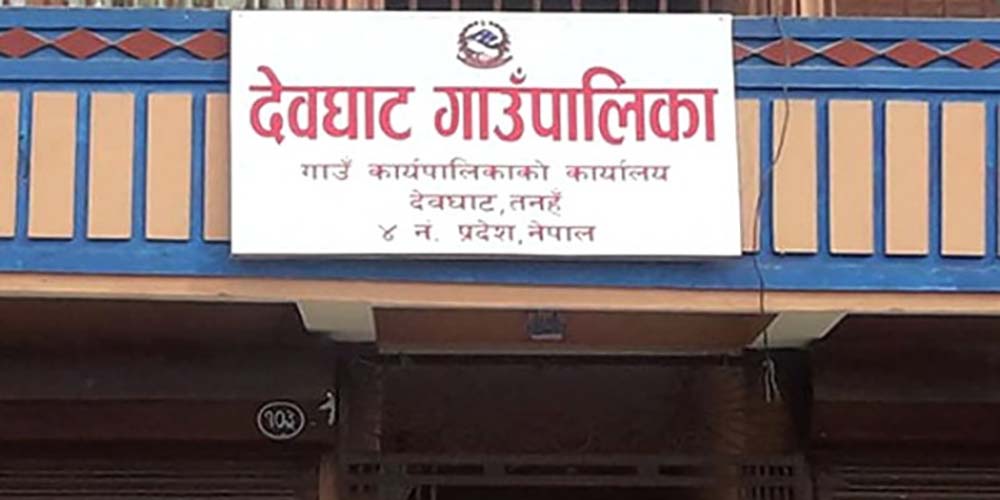 देवघाट गाउँपालिका
गाउँ कार्यपालिकाको कार्यालय
देवघाट,तनहुँ
४ नं. प्रदेश,नेपाल